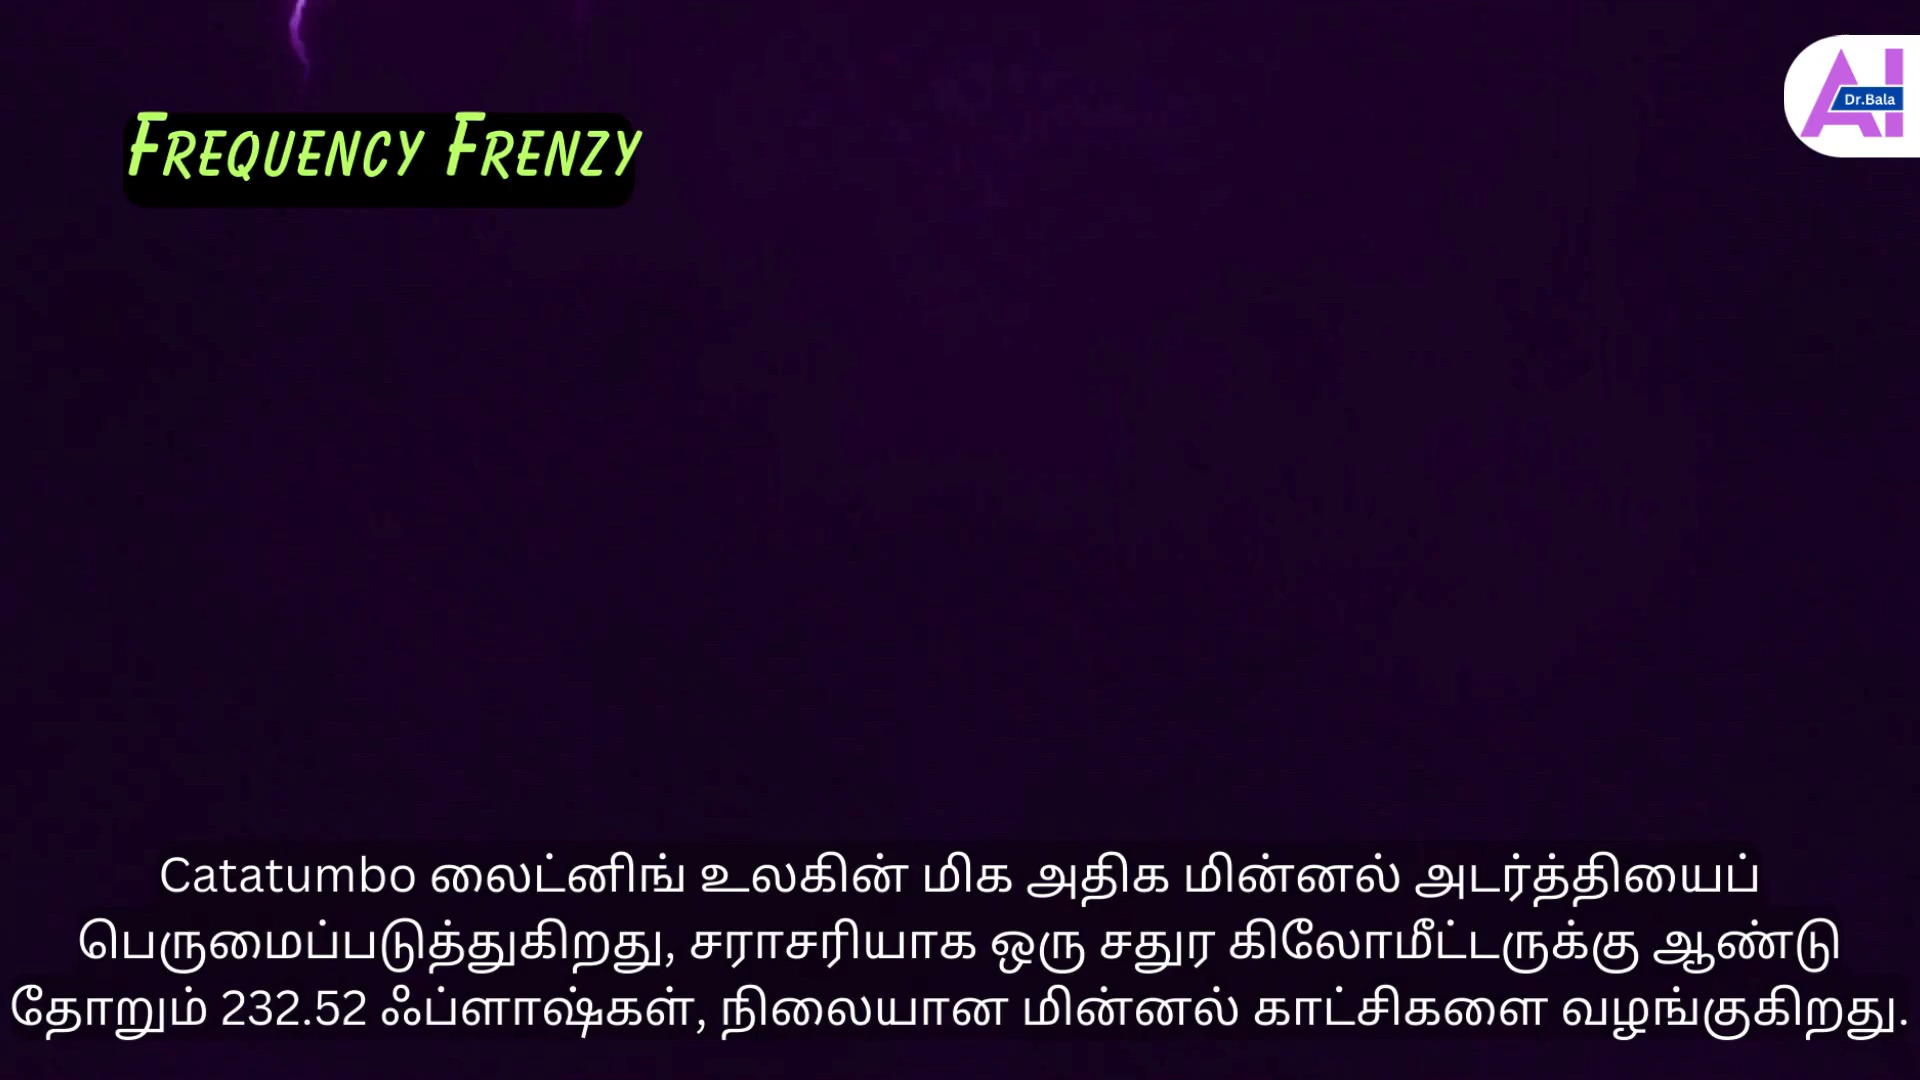 FREQUENCY FRENZY
AI
Dr.Bala
Catatumbo லைட்னிங் உலகின் மிக அதிக மின்னல் அடர்த்தியைப்
பெருமைப்படுத்துகிறது, சராசரியாக ஒரு சதுர கிலோமீட்டருக்கு ஆண்டு
தோறும் 232.52 ஃப்ளாஷ்கள், நிலையான மின்னல் காட்சிகளை வழங்குகிறது.